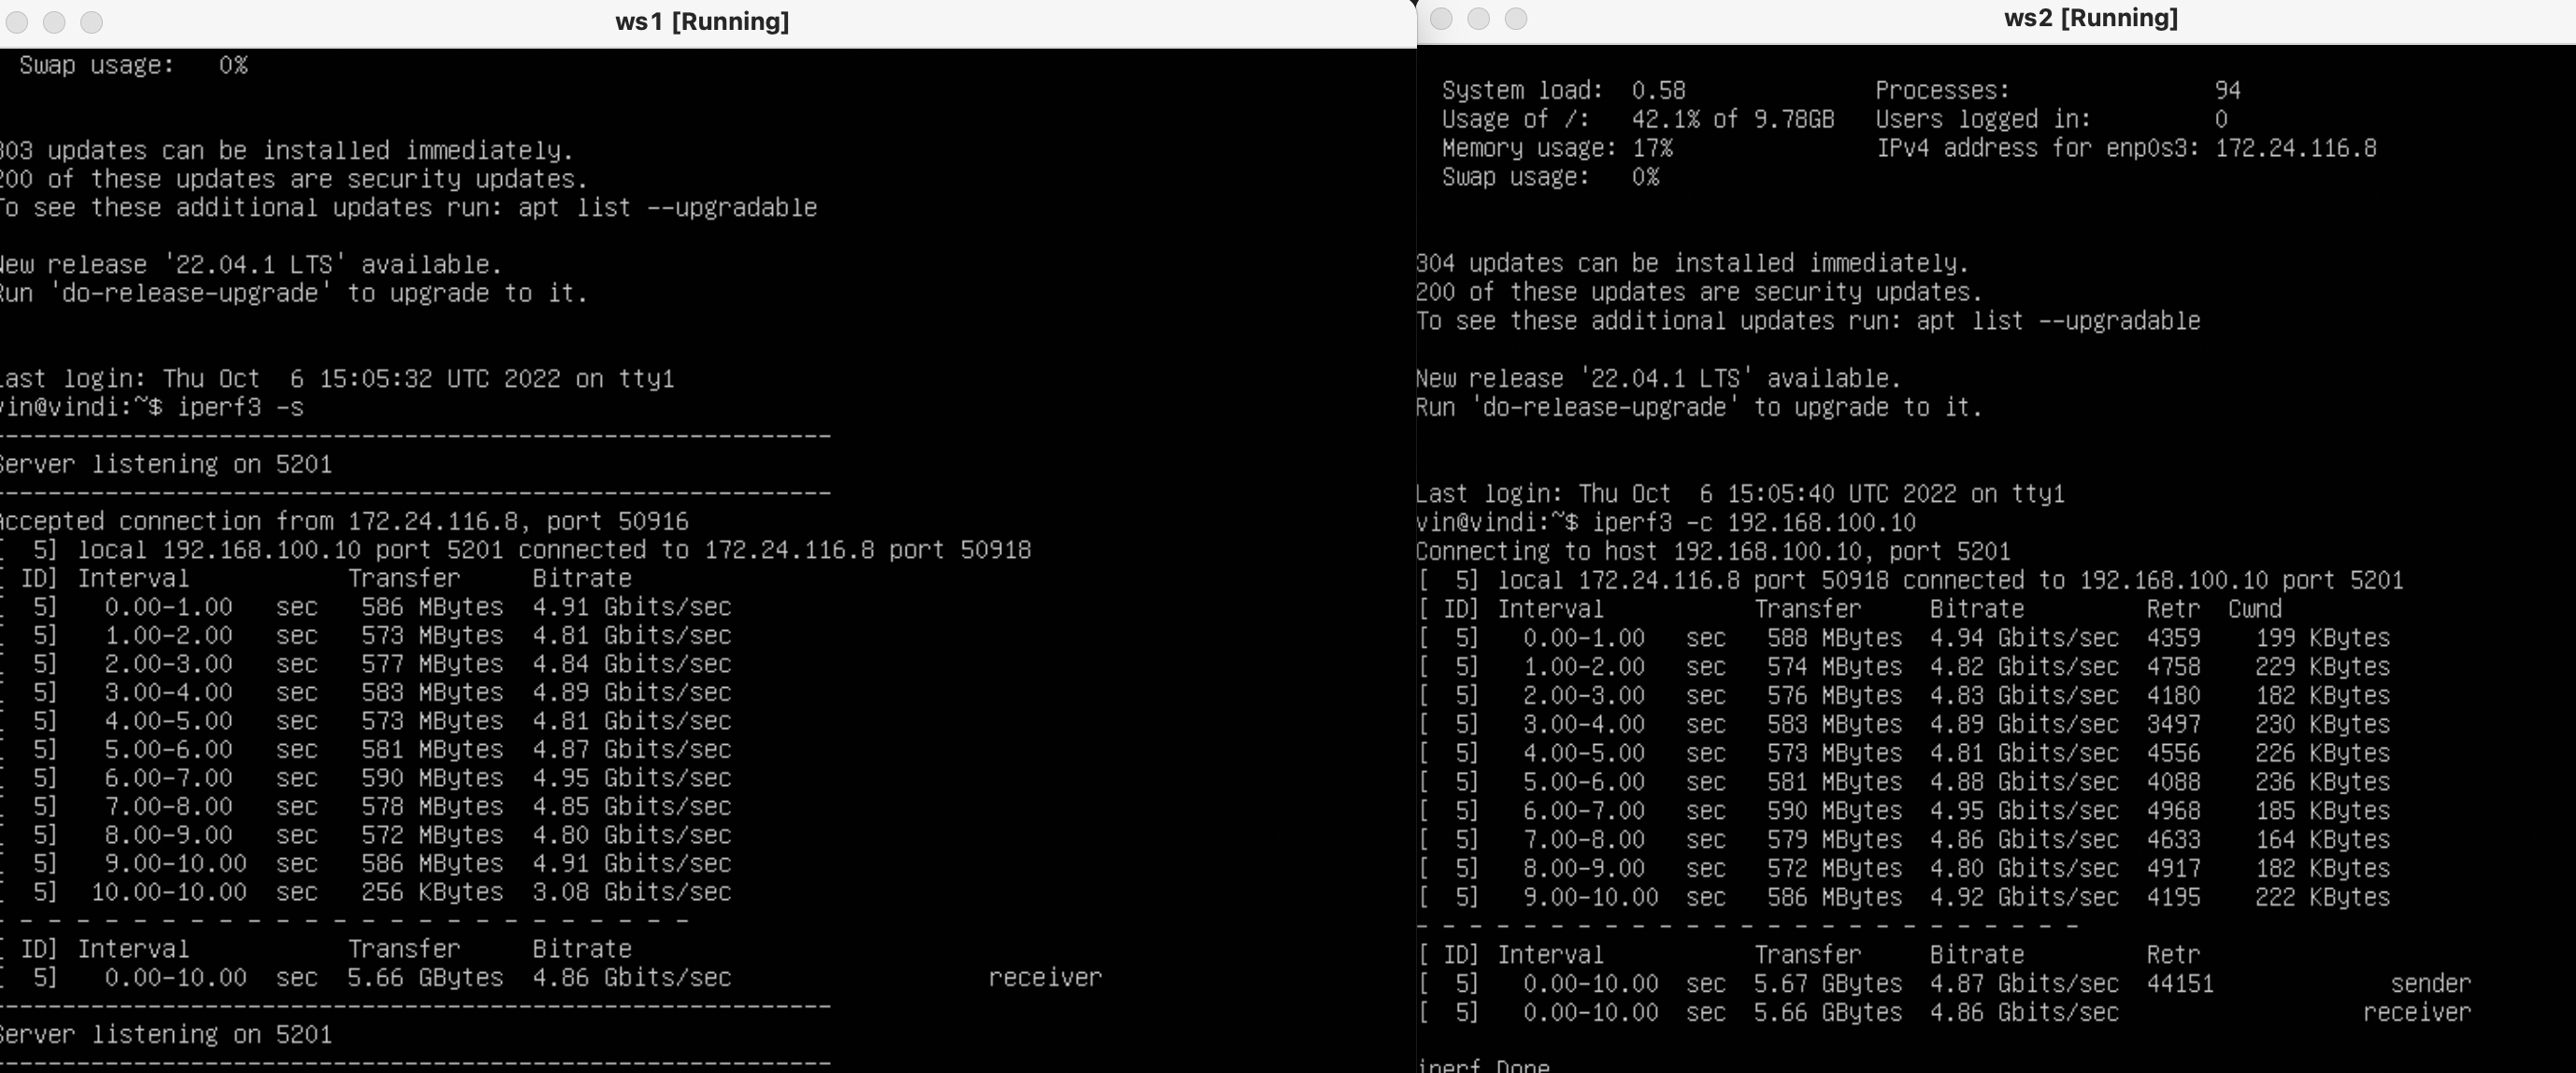 ws1 [Running]
Swap usage:   0%
303 updates can be installed immediately.
200 of these updates are security updates.
To see these additional updates run: apt list --upgradable
New release '22.04.1 LTS' available.
Run 'do-release-upgrade' to upgrade to it.
Last login: Thu Oct  6 15:05:32 UTC 2022 on tty1
vin@vindi:~$ iperf3 -s
-----------------------------------------------------------
Server listening on 5201
-----------------------------------------------------------
Accepted connection from 172.24.116.8, port 50916
[  5] local 192.168.100.10 port 5201 connected to 172.24.116.8 port 50918
[ ID] Interval           Transfer     Bitrate
[  5]   0.00-1.00   sec   586 MBytes  4.91 Gbits/sec
[  5]   1.00-2.00   sec   573 MBytes  4.81 Gbits/sec
[  5]   2.00-3.00   sec   577 MBytes  4.84 Gbits/sec
[  5]   3.00-4.00   sec   583 MBytes  4.89 Gbits/sec
[  5]   4.00-5.00   sec   573 MBytes  4.81 Gbits/sec
[  5]   5.00-6.00   sec   581 MBytes  4.87 Gbits/sec
[  5]   6.00-7.00   sec   590 MBytes  4.95 Gbits/sec
[  5]   7.00-8.00   sec   578 MBytes  4.85 Gbits/sec
[  5]   8.00-9.00   sec   572 MBytes  4.80 Gbits/sec
[  5]   9.00-10.00  sec   586 MBytes  4.91 Gbits/sec
[  5]  10.00-10.00  sec   256 KBytes  3.08 Gbits/sec
- - - - - - - - - - - - - - - - - - - - - - - - -
[ ID] Interval           Transfer     Bitrate
[  5]   0.00-10.00  sec  5.66 GBytes  4.86 Gbits/sec                  receiver
-----------------------------------------------------------
Server listening on 5201
-----------------------------------------------------------
ws2 [Running]
System load:  0.58              Processes:               94
Usage of /:   42.1% of 9.78GB   Users logged in:         0
Memory usage: 17%               IPv4 address for enp0s3: 172.24.116.8
Swap usage:   0%
304 updates can be installed immediately.
200 of these updates are security updates.
To see these additional updates run: apt list --upgradable
New release '22.04.1 LTS' available.
Run 'do-release-upgrade' to upgrade to it.
Last login: Thu Oct  6 15:05:40 UTC 2022 on tty1
vin@vindi:~$ iperf3 -c 192.168.100.10
Connecting to host 192.168.100.10, port 5201
[  5] local 172.24.116.8 port 50918 connected to 192.168.100.10 port 5201
[ ID] Interval           Transfer     Bitrate         Retr  Cwnd
[  5]   0.00-1.00   sec   588 MBytes  4.94 Gbits/sec  4359    199 KBytes
[  5]   1.00-2.00   sec   574 MBytes  4.82 Gbits/sec  4758    229 KBytes
[  5]   2.00-3.00   sec   576 MBytes  4.83 Gbits/sec  4180    182 KBytes
[  5]   3.00-4.00   sec   583 MBytes  4.89 Gbits/sec  3497    230 KBytes
[  5]   4.00-5.00   sec   573 MBytes  4.81 Gbits/sec  4556    226 KBytes
[  5]   5.00-6.00   sec   581 MBytes  4.88 Gbits/sec  4088    236 KBytes
[  5]   6.00-7.00   sec   590 MBytes  4.95 Gbits/sec  4968    185 KBytes
[  5]   7.00-8.00   sec   579 MBytes  4.86 Gbits/sec  4633    164 KBytes
[  5]   8.00-9.00   sec   572 MBytes  4.80 Gbits/sec  4917    182 KBytes
[  5]   9.00-10.00  sec   586 MBytes  4.92 Gbits/sec  4195    222 KBytes
- - - - - - - - - - - - - - - - - - - - - - - - -
[ ID] Interval           Transfer     Bitrate         Retr
[  5]   0.00-10.00  sec  5.67 GBytes  4.87 Gbits/sec  44151             sender
[  5]   0.00-10.00  sec  5.66 GBytes  4.86 Gbits/sec                  receiver
iperf Done